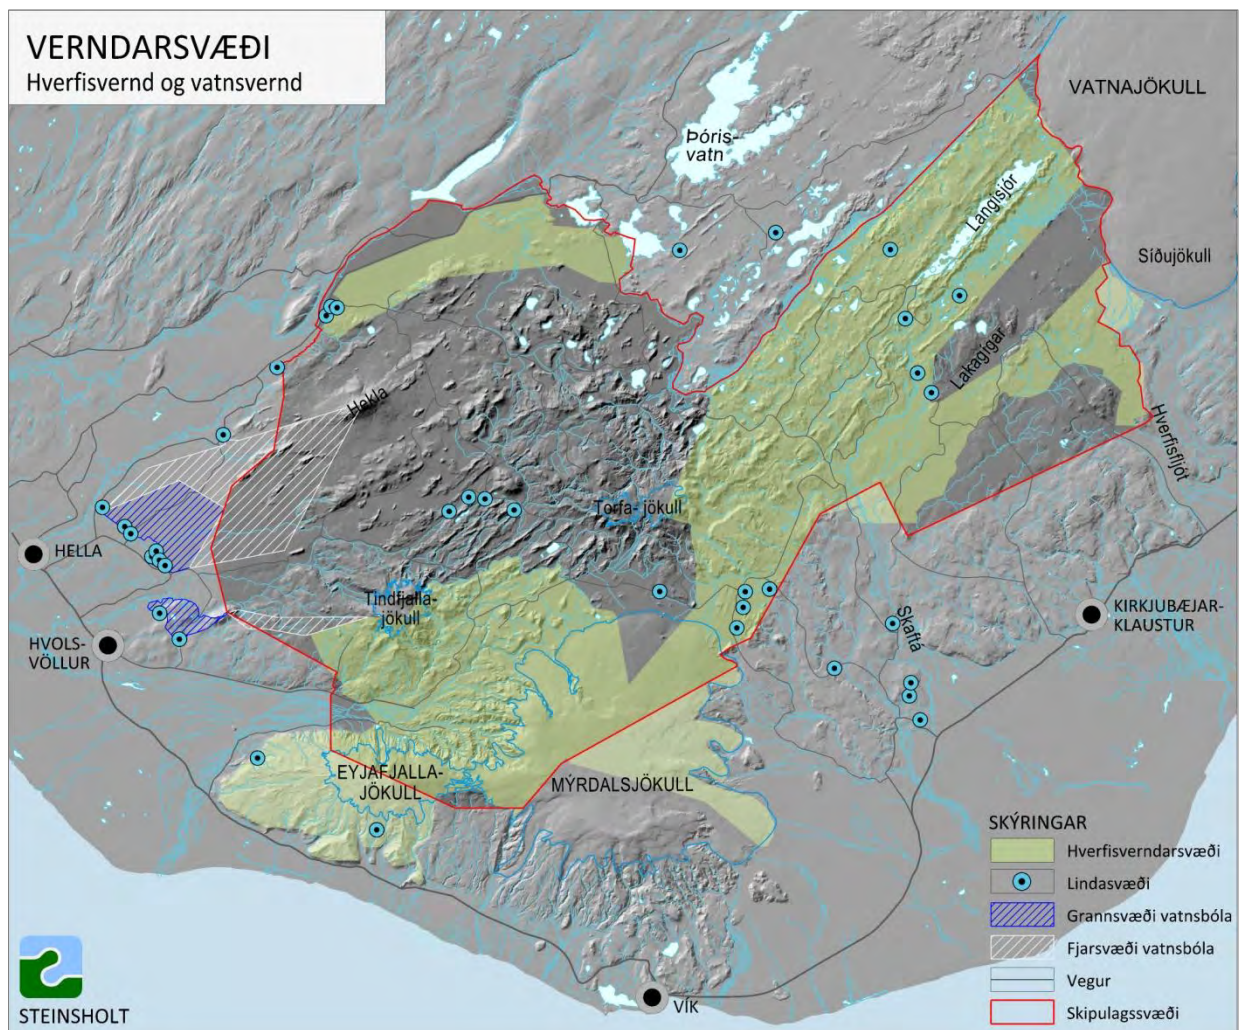 VERNDARSVÆÐI
Hverfisvernd og vatnsvernd
VATNAJÖKULL
Þóris-
vatn
Langisjór
Síðujökull
Lakagígar
Hekla
Hverfisfljót
Torfa- jökull
HELLA
Tindfjalla-
jökull
KIRKJUBÆJAR-
KLAUSTUR
HVOLS-
VÖLLUR
Skaftá
EYJAFJALLA-
JÖKULL
MÝRDALSJÖKULL
SKÝRINGAR
Hverfisverndarsvæði
Lindasvæði
Grannsvæði vatnsbóla
Fjarsvæði vatnsbóla
Vegur
Skipulagssvæði
VÍK
STEINSHOLT